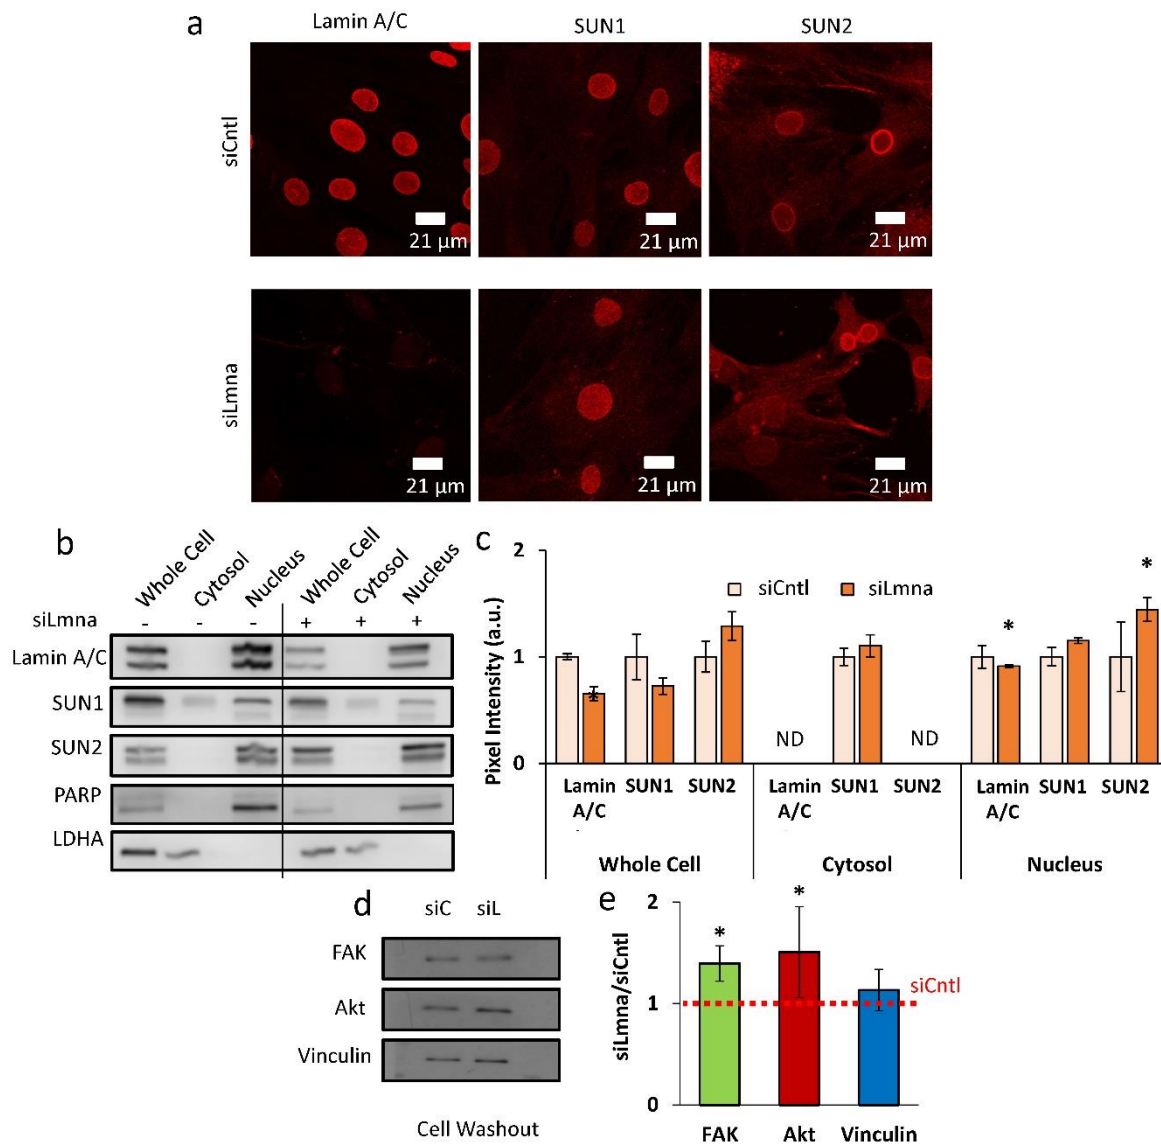 a
Lamin A/C SUN1 SUN2
siCntl
21 µm 21 µm 21 µm
siLmna
21 µm 21 µm 21 µm
b
Whole Cell Cytosol Nucleus Whole Cell Cytosol Nucleus
siLmna - - - + + +
Lamin A/C
SUN1
SUN2
PARP
LDHA
c
Pixel Intensity (a.u.)
2
1
0
siCntl siLmna
*
*
*
ND ND
Lamin A/C SUN1 SUN2 Lamin A/C SUN1 SUN2 Lamin A/C SUN1 SUN2
Whole Cell Cytosol Nucleus
d
siC siL
FAK
Akt
Vinculin
Cell Washout
e
siLmna/siCntl
2
1
0
* *
siCntl
FAK Akt Vinculin